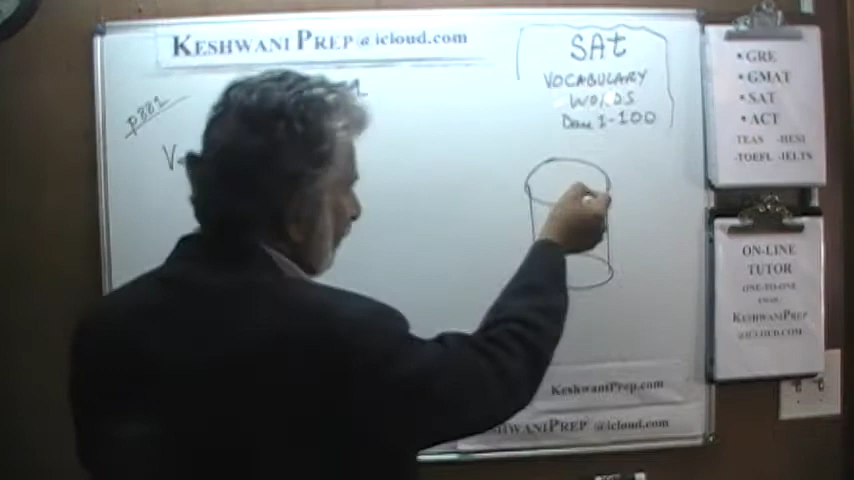 KESHWANI PREP @ icloud.com
SAt
VOCABULARY
WORDS
Done 1-100
p881
V
• GRE
• GMAT
• SAT
• ACT
TEAS - HESI
-TOEFL -IELTS
ON-LINE
TUTOR
ONE-TO-ONE
KESHWANIPREP
@ICLOUD.COM
KeshwaniPrep.com
SHWANIPREP @icloud.com